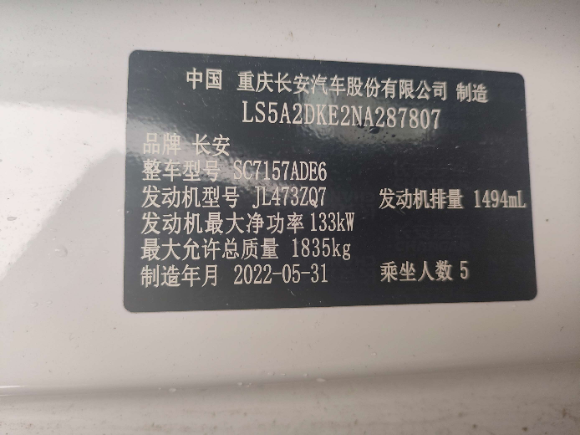 中国 重庆长安汽车股份有限公司 制造
LS5A2DKE2NA287807
品牌 长安
整车型号 SC7157ADE6
发动机型号 JL473ZQ7 发动机排量 1494mL
发动机最大净功率 133kW
最大允许总质量 1835kg
制造年月 2022-05-31 乘坐人数 5